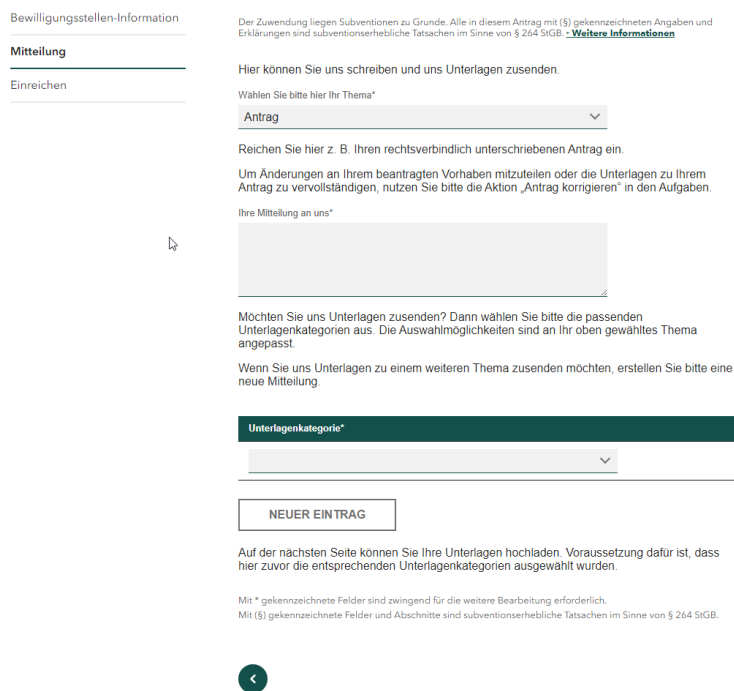 Bewilligungsstellen-Information
Mitteilung
Einreichen
Der Zuwendung liegen Subventionen zu Grunde. Alle in diesem Antrag mit (§) gekennzeichneten Angaben und
Erklärungen sind subventionserhebliche Tatsachen im Sinne von § 264 StGB. - Weitere Informationen
Hier können Sie uns schreiben und uns Unterlagen zusenden.
Wählen Sie bitte hier Ihr Thema*
Antrag
Reichen Sie hier z. B. Ihren rechtsverbindlich unterschriebenen Antrag ein.
Um Änderungen an Ihrem beantragten Vorhaben mitzuteilen oder die Unterlagen zu Ihrem
Antrag zu vervollständigen, nutzen Sie bitte die Aktion „Antrag korrigieren“ in den Aufgaben.
Ihre Mitteilung an uns*
Möchten Sie uns Unterlagen zusenden? Dann wählen Sie bitte die passenden
Unterlagenkategorien aus. Die Auswahlmöglichkeiten sind an Ihr oben gewähltes Thema
angepasst.
Wenn Sie uns Unterlagen zu einem weiteren Thema zusenden möchten, erstellen Sie bitte eine
neue Mitteilung.
Unterlagenkategorie*
NEUER EINTRAG
Auf der nächsten Seite können Sie Ihre Unterlagen hochladen. Voraussetzung dafür ist, dass
hier zuvor die entsprechenden Unterlagenkategorien ausgewählt wurden.
Mit * gekennzeichnete Felder sind zwingend für die weitere Bearbeitung erforderlich.
Mit (§) gekennzeichnete Felder und Abschnitte sind subventionserhebliche Tatsachen im Sinne von § 264 StGB.